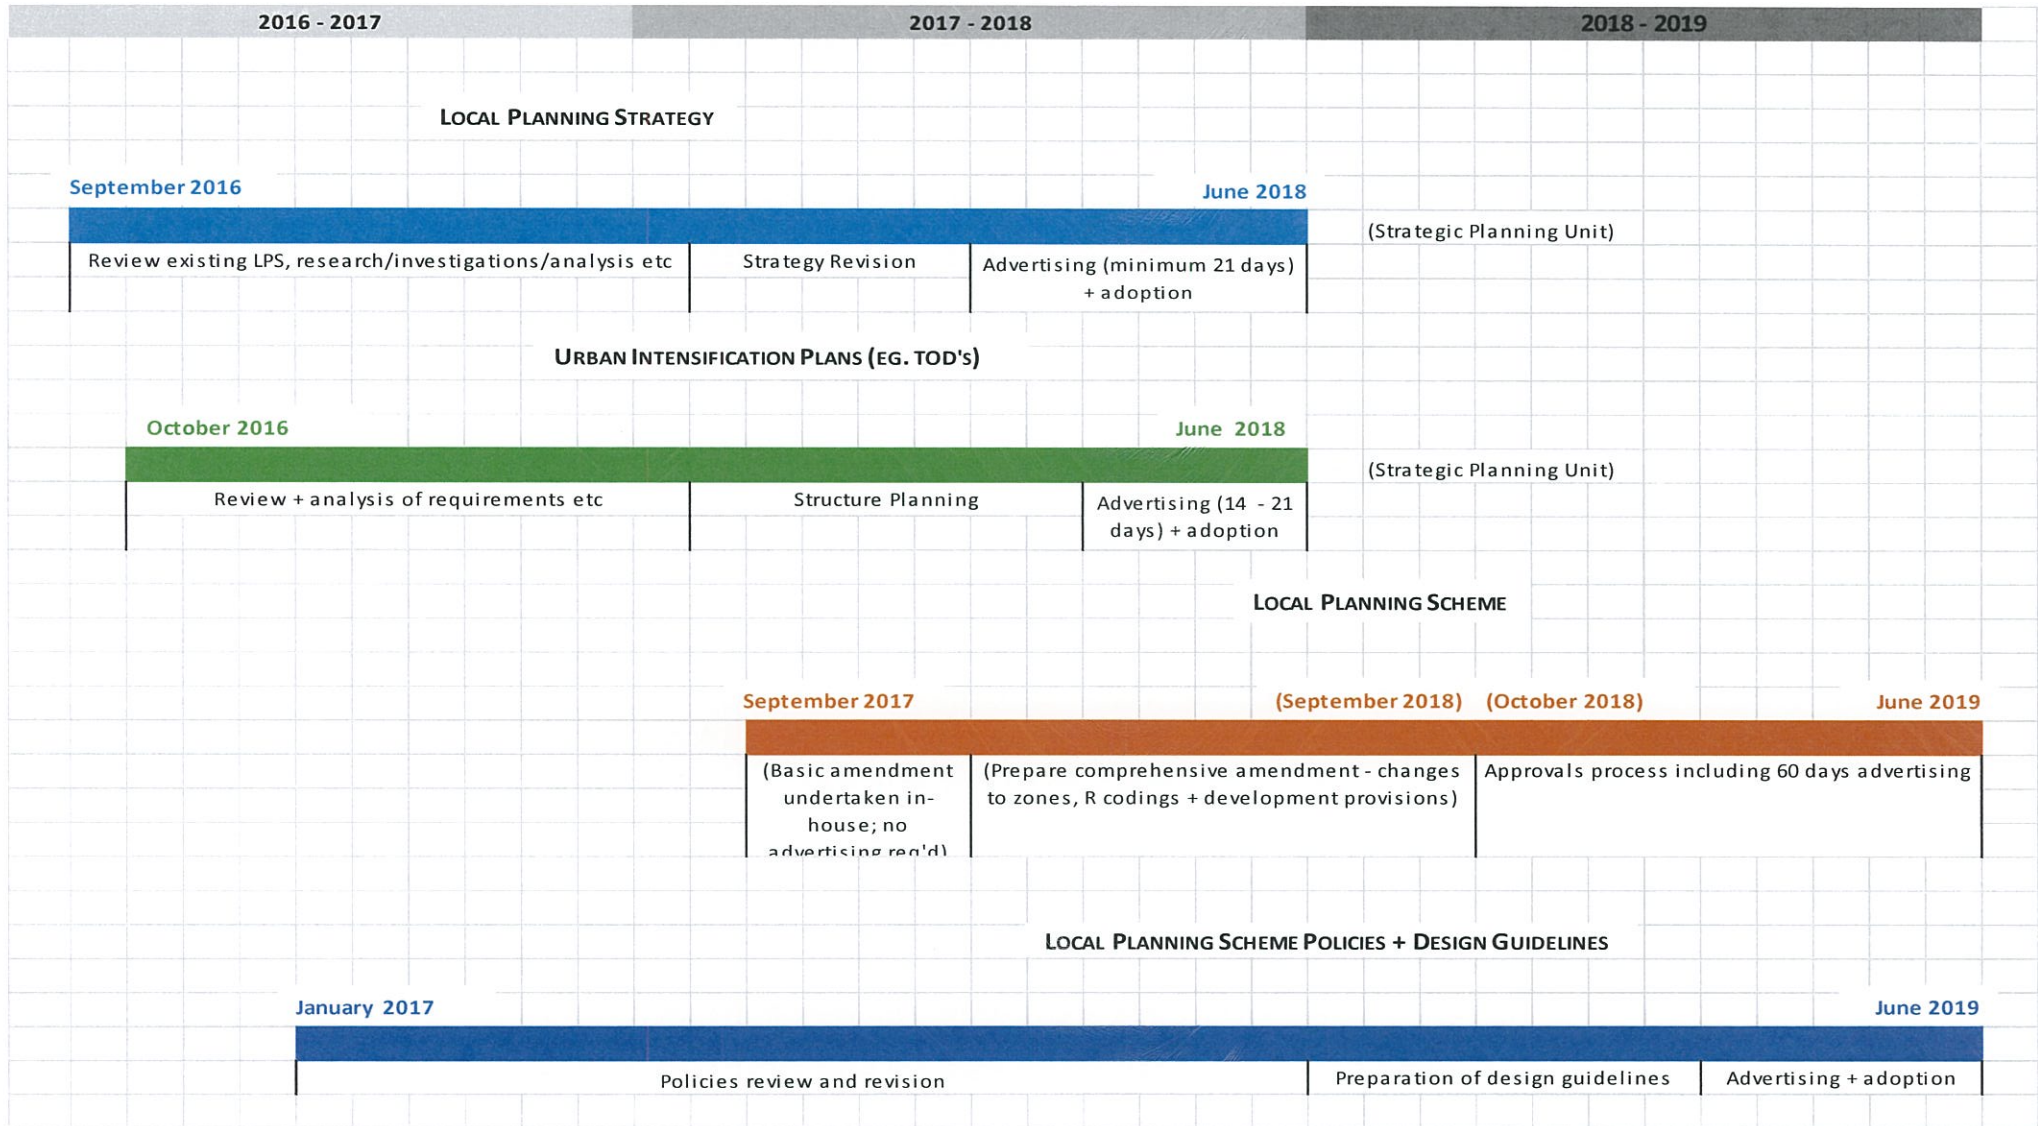 2016 - 2017
2017 - 2018
2018 - 2019
LOCAL PLANNING STRATEGY
September 2016
June 2018
(Strategic Planning Unit)
Review existing LPS, research/investigations/analysis etc
Strategy Revision
Advertising (minimum 21 days)
+ adoption
URBAN INTENSIFICATION PLANS (EG. TOD'S)
October 2016
June 2018
(Strategic Planning Unit)
Review + analysis of requirements etc
Structure Planning
Advertising (14 - 21
days) + adoption
LOCAL PLANNING SCHEME
September 2017
(September 2018)
(October 2018)
June 2019
(Basic amendment
undertaken in-
house; no
advertising req'd)
(Prepare comprehensive amendment - changes
to zones, R codings + development provisions)
Approvals process including 60 days advertising
LOCAL PLANNING SCHEME POLICIES + DESIGN GUIDELINES
January 2017
June 2019
Policies review and revision
Preparation of design guidelines
Advertising + adoption